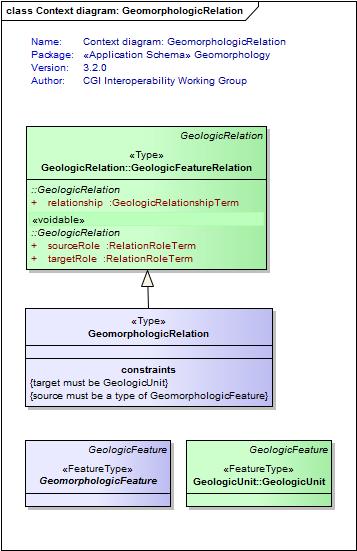 class Context diagram: GeomorphologicRelation
Name: Context diagram: GeomorphologicRelation
Package: «Application Schema» Geomorphology
Version: 3.2.0
Author: CGI Interoperability Working Group
GeologicRelation
«Type»
GeologicRelation::GeologicFeatureRelation
::GeologicRelation
+ relationship :GeologicRelationshipTerm
«voidable»
::GeologicRelation
+ sourceRole :RelationRoleTerm
+ targetRole :RelationRoleTerm
«Type»
GeomorphologicRelation
constraints
{target must be GeologicUnit}
{source must be a type of GeomorphologicFeature}
GeologicFeature
«FeatureType»
GeomorphologicFeature
GeologicFeature
«FeatureType»
GeologicUnit::GeologicUnit